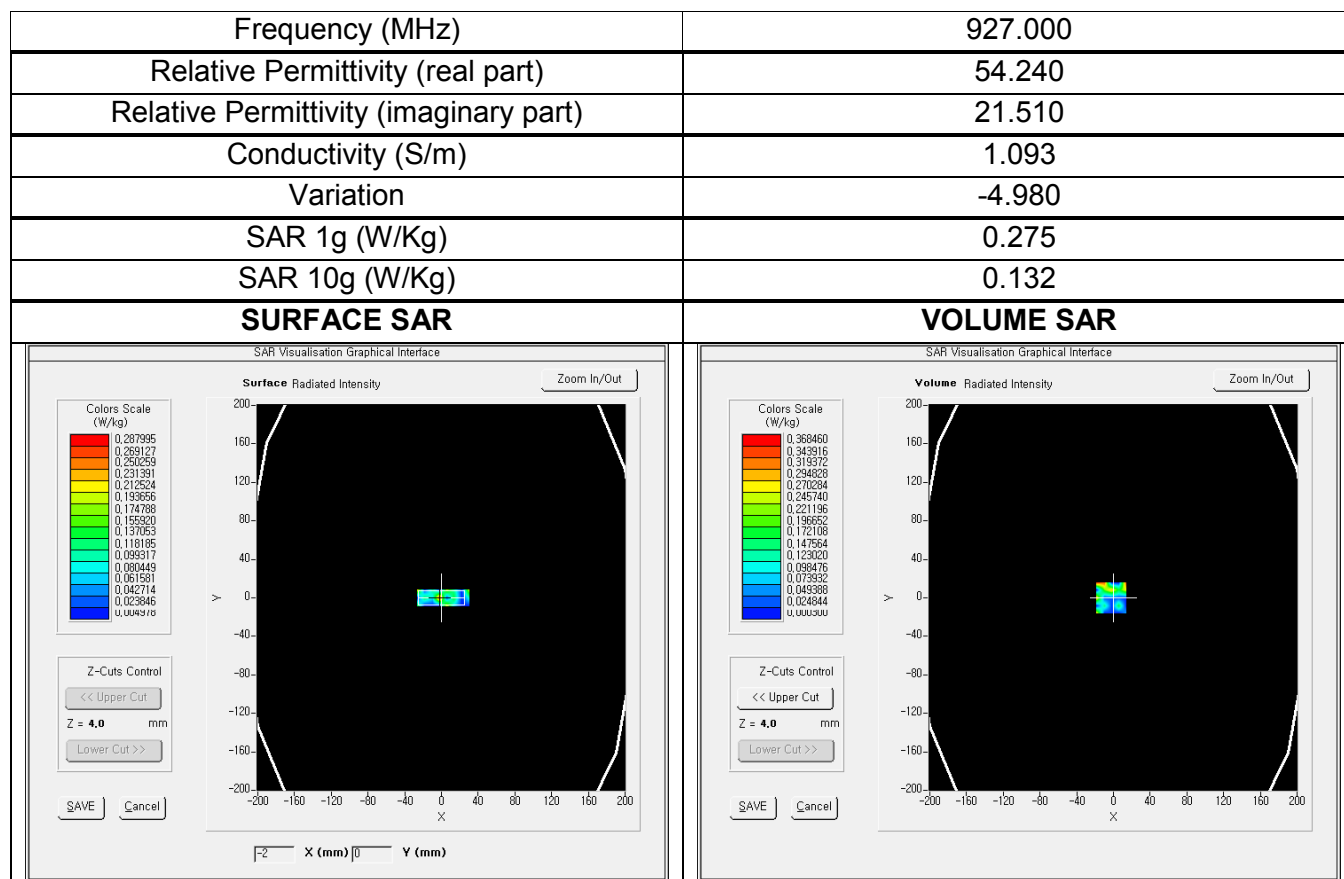 Frequency (MHz) 927.000
Relative Permittivity (real part) 54.240
Relative Permittivity (imaginary part) 21.510
Conductivity (S/m) 1.093
Variation -4.980
SAR 1g (W/Kg) 0.275
SAR 10g (W/Kg) 0.132
SURFACE SAR VOLUME SAR
SAR Visualisation Graphical Interface
Surface Radiated Intensity
Zoom In/Out
Colors Scale
(W/kg)
0.287995
0.269127
0.250259
0.231391
0.212524
0.193656
0.174788
0.155920
0.137053
0.118185
0.099317
0.080449
0.061581
0.042714
0.023846
0.004978
Z-Cuts Control
<< Upper Cut
Z = 4.0 mm
Lower Cut >>
SAVE Cancel
200
160
120
80
40
0
-40
-80
-120
-160
-200
Y
-200 -160 -120 -80 -40 0 40 80 120 160 200
X
-2 X (mm) 0 Y (mm)
SAR Visualisation Graphical Interface
Volume Radiated Intensity
Zoom In/Out
Colors Scale
(W/kg)
0.368460
0.343916
0.319372
0.294828
0.270284
0.245740
0.221196
0.196652
0.172108
0.147564
0.123020
0.098476
0.073932
0.049388
0.024844
0.000300
Z-Cuts Control
<< Upper Cut
Z = 4.0 mm
Lower Cut >>
SAVE Cancel
200
160
120
80
40
0
-40
-80
-120
-160
-200
Y
-200 -160 -120 -80 -40 0 40 80 120 160 200
X